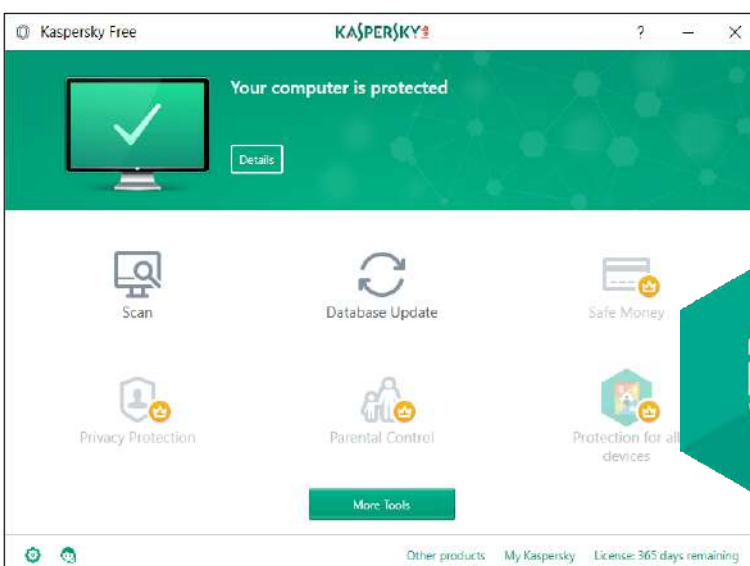 Kaspersky Free
KASPERSKY lab
?
Your computer is protected
Details
Scan
Database Update
Safe Money
Privacy Protection
Parental Control
Protection for all
devices
More Tools
Other products My Kaspersky License: 365 days remaining